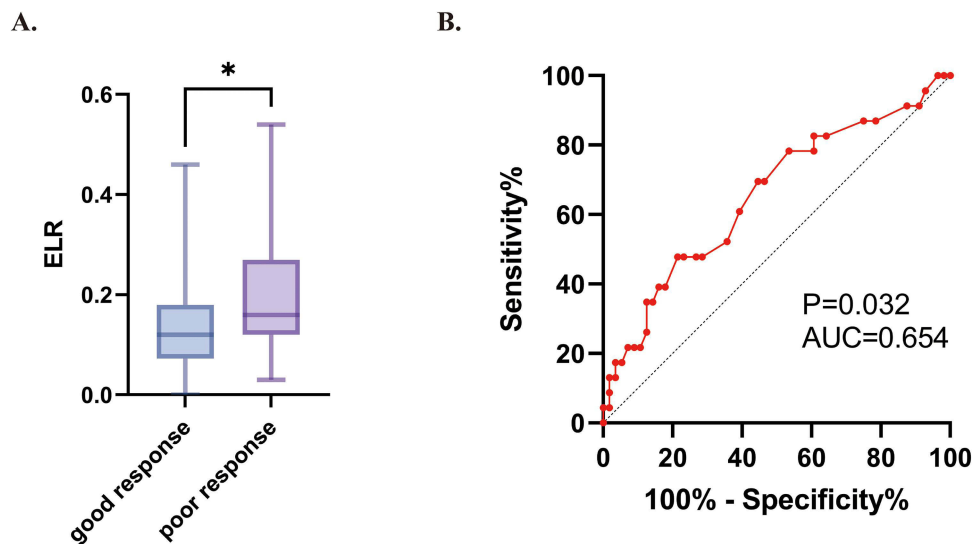 A.
*
0.6
0.4
0.2
0.0
ELR
good response
poor response
B.
100
80
60
40
20
0
Sensitivity%
P=0.032
AUC=0.654
0 20 40 60 80 100
100% - Specificity%